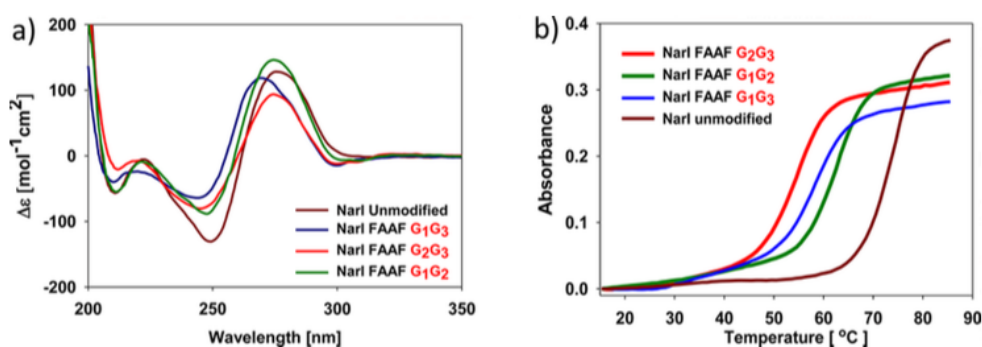 a)
200
100
0
-100
-200
Δε [mol⁻¹ cm²]
NarI Unmodified
NarI FAAF G₁G₃
NarI FAAF G₂G₃
NarI FAAF G₁G₂
200 250 300 350
Wavelength [nm]
b)
0.4
0.3
0.2
0.1
0.0
Absorbance
NarI FAAF G₂G₃
NarI FAAF G₁G₂
NarI FAAF G₁G₃
NarI unmodified
20 30 40 50 60 70 80 90
Temperature [ °C]